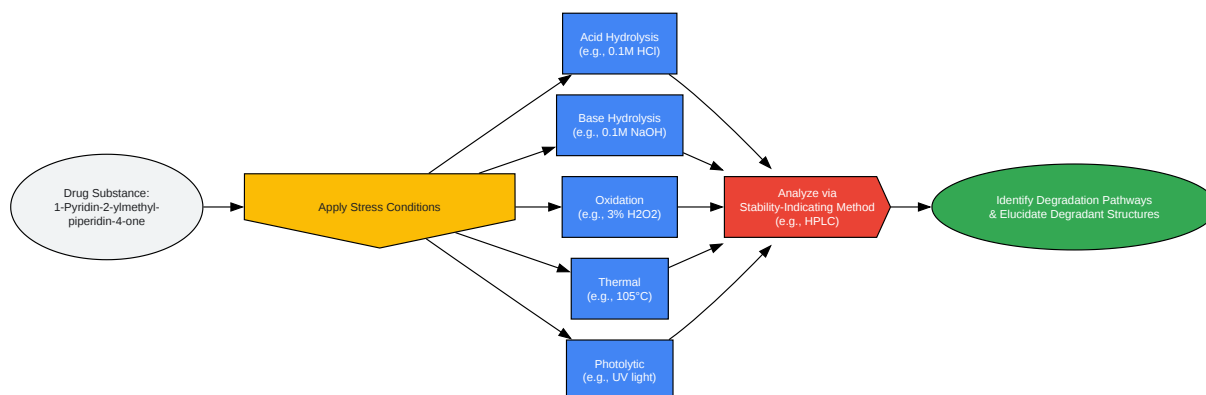 Drug Substance:
1-Pyridin-2-ylmethyl-
piperidin-4-one
Apply Stress Conditions
Acid Hydrolysis
(e.g., 0.1M HCl)
Base Hydrolysis
(e.g., 0.1M NaOH)
Oxidation
(e.g., 3% H2O2)
Thermal
(e.g., 105°C)
Photolytic
(e.g., UV light)
Analyze via
Stability-Indicating Method
(e.g., HPLC)
Identify Degradation Pathways
& Elucidate Degradant Structures